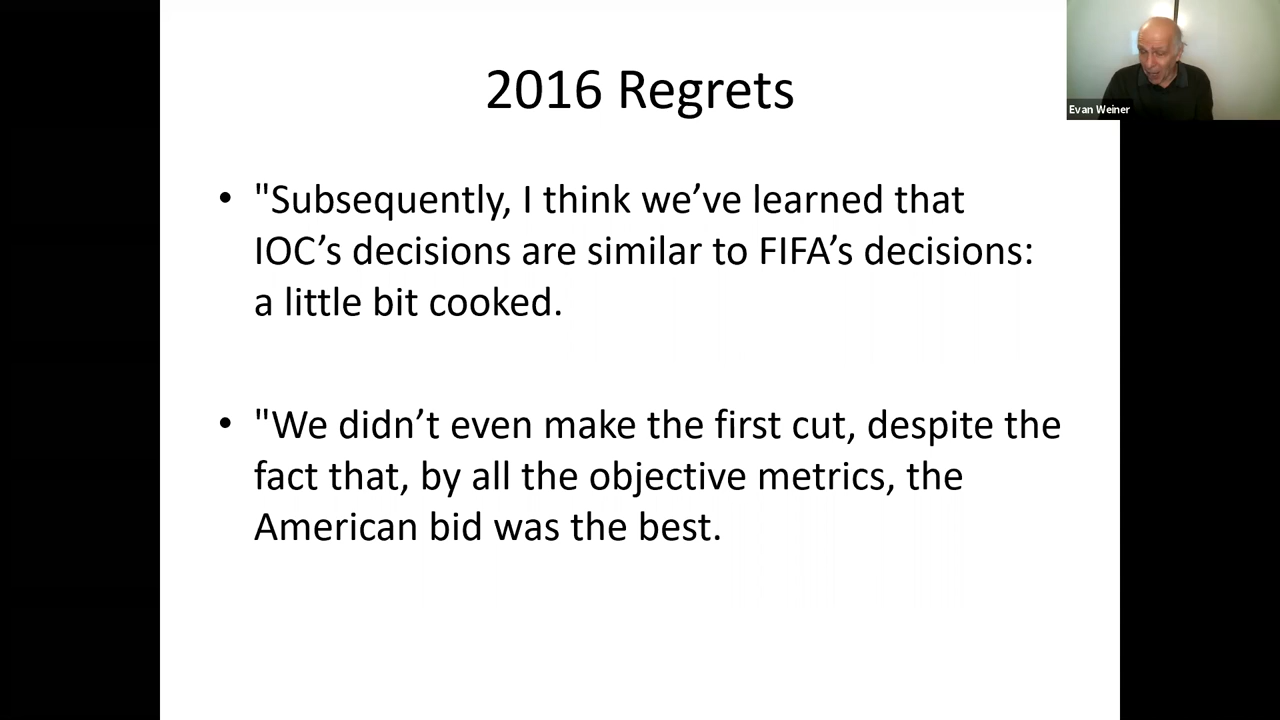 2016 Regrets
Evan Weiner
• "Subsequently, I think we’ve learned that
IOC’s decisions are similar to FIFA’s decisions:
a little bit cooked.
• "We didn’t even make the first cut, despite the
fact that, by all the objective metrics, the
American bid was the best.